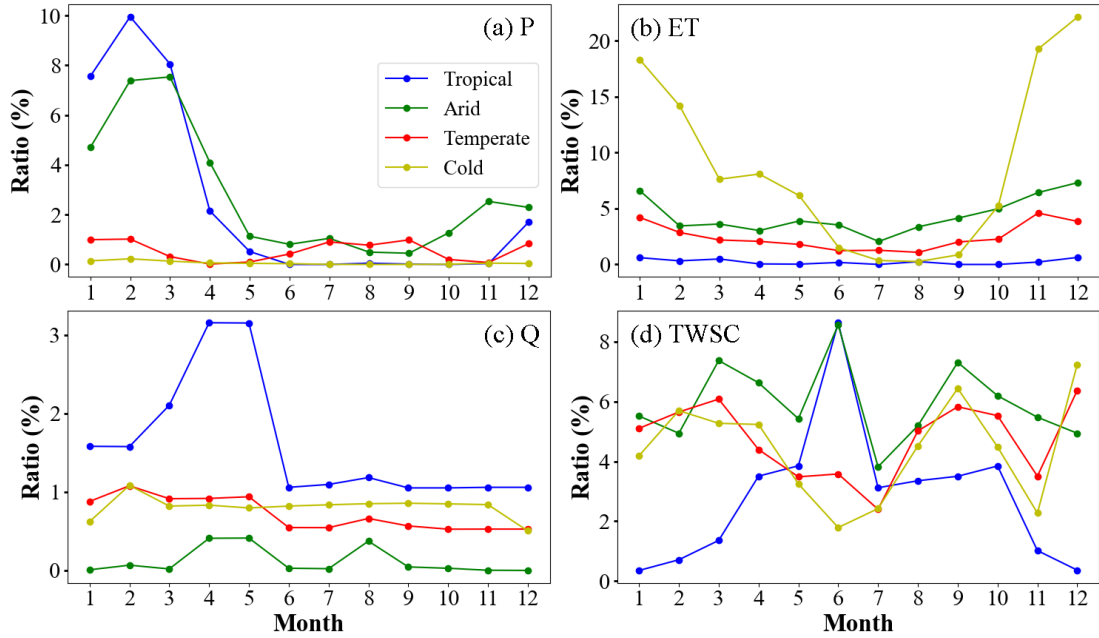 (a) P
Ratio (%)
10
8
6
4
2
0
Tropical
Arid
Temperate
Cold
1 2 3 4 5 6 7 8 9 10 11 12
(b) ET
Ratio (%)
20
15
10
5
0
1 2 3 4 5 6 7 8 9 10 11 12
(c) Q
Ratio (%)
3
2
1
0
1 2 3 4 5 6 7 8 9 10 11 12
Month
(d) TWSC
Ratio (%)
8
6
4
2
0
1 2 3 4 5 6 7 8 9 10 11 12
Month